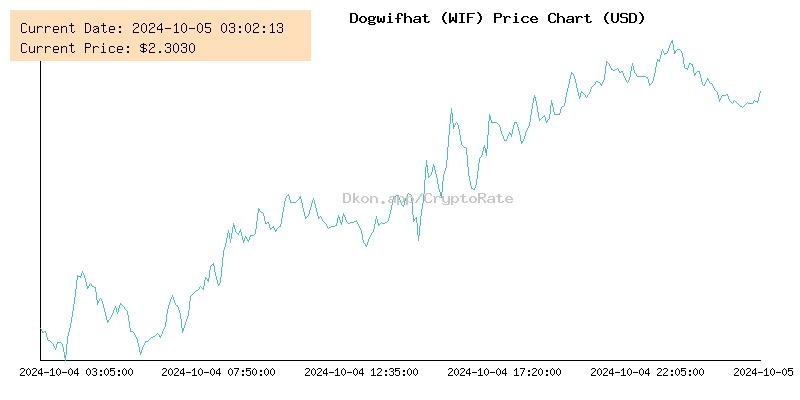 Dogwifhat (WIF) Price Chart (USD)
Current Date: 2024-10-05 03:02:13
Current Price: $2.3030
Dkon.app/CryptoRate
2024-10-04 03:05:00 2024-10-04 07:50:00 2024-10-04 12:35:00 2024-10-04 17:20:00 2024-10-04 22:05:00 2024-10-05